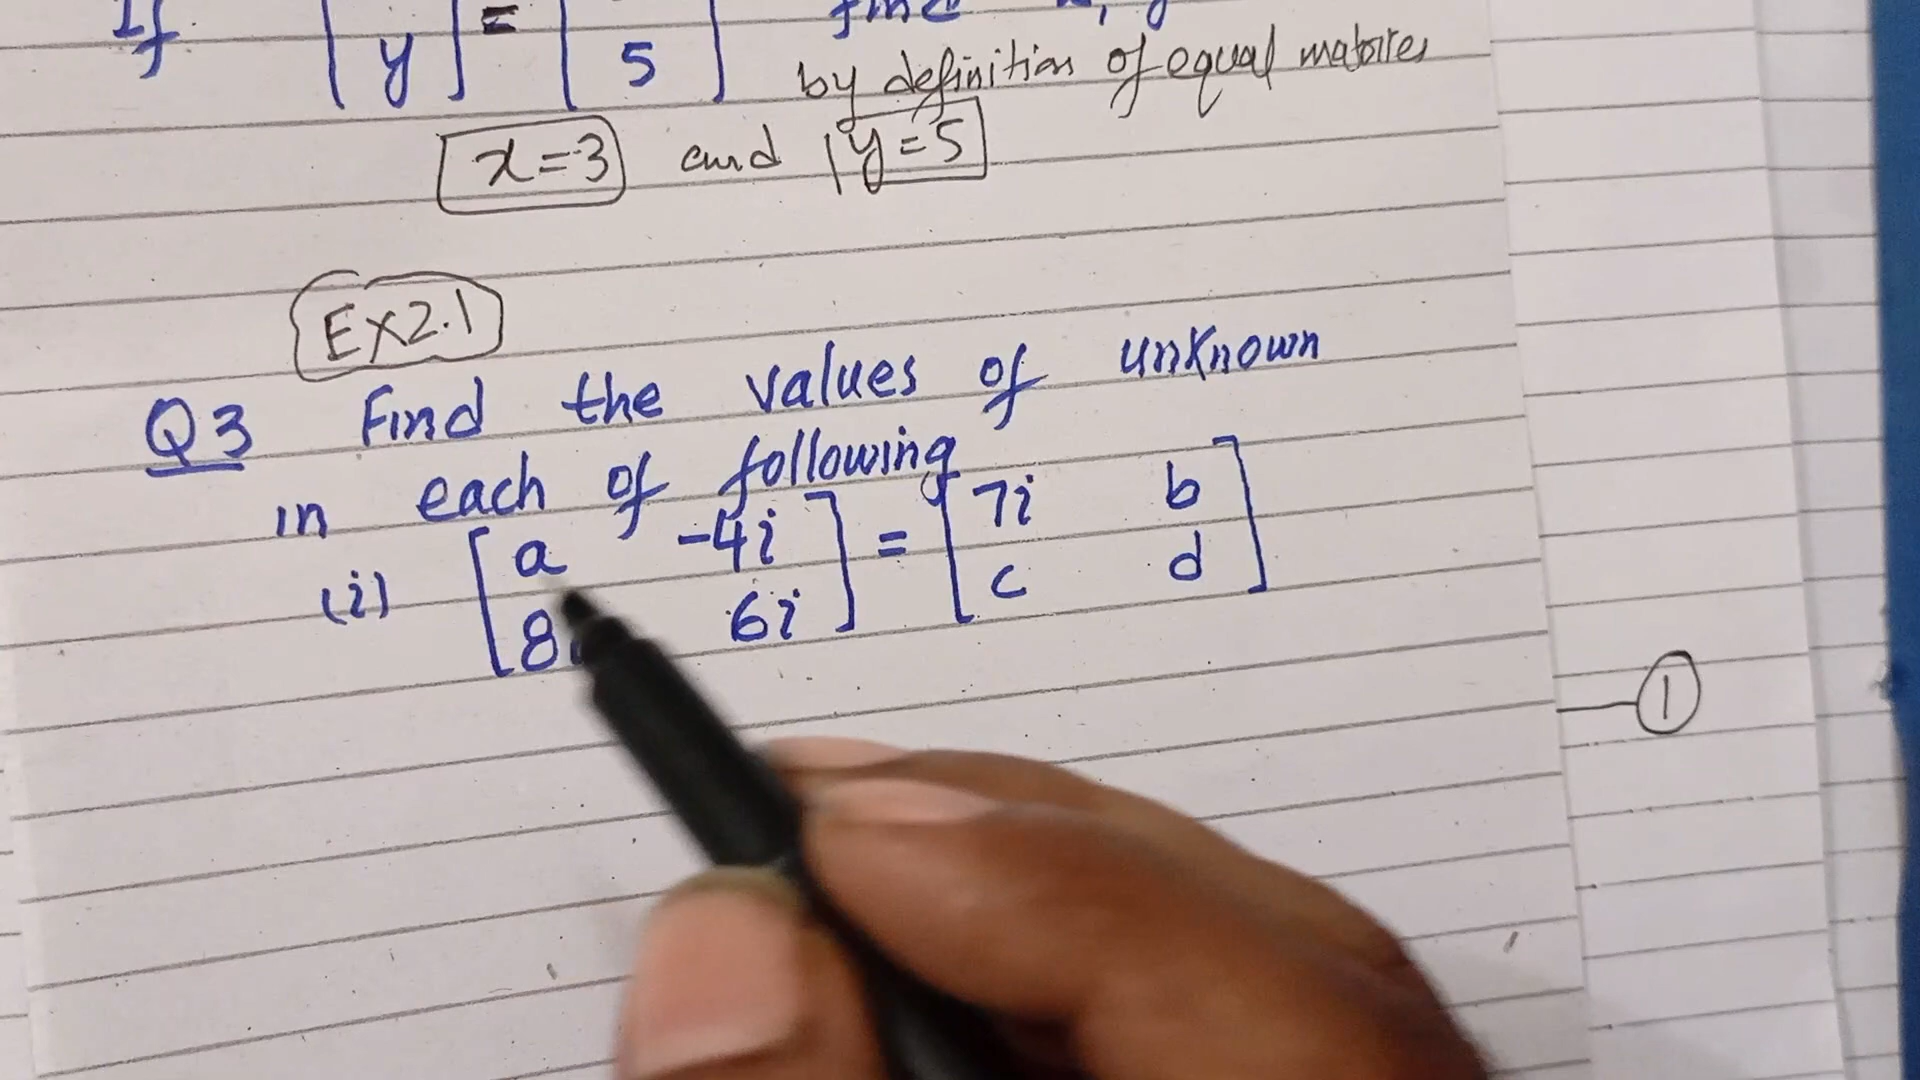 If [ y ] = [ 5 ] find x, y
by definition of equal matrices
x=3 and y=5
Ex2.1
Q3 Find the values of unknown
in each of following
(i) [ a -4i ] = [ 7i b ]
[ 8 6i ] [ c d ]
1